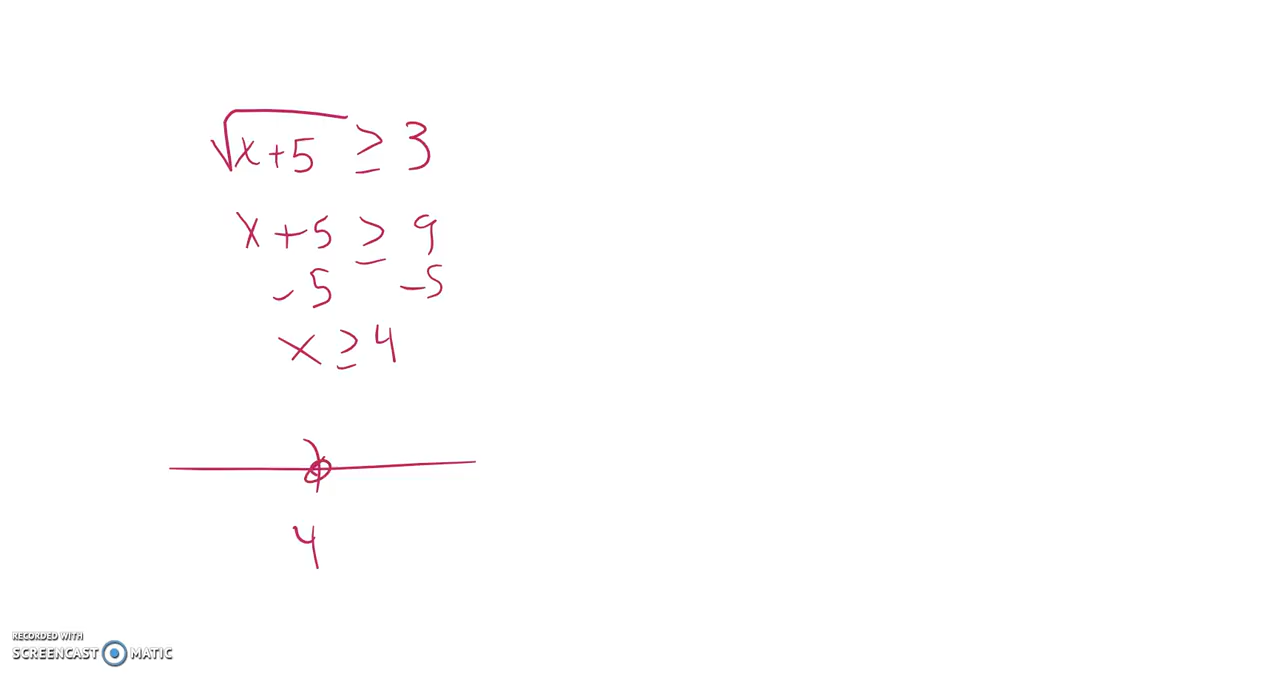 √x+5 ≥ 3
x + 5 ≥ 9
- 5 - 5
x ≥ 4
4
RECORDED WITH
SCREENCAST MATIC